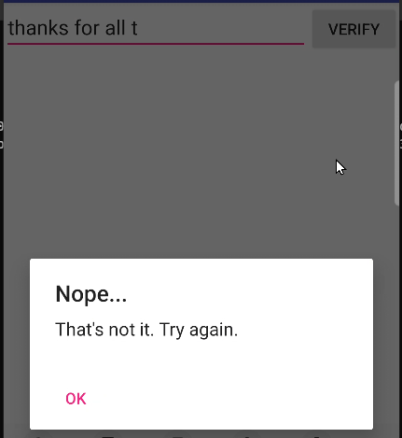 thanks for all t
VERIFY
Nope...
That's not it. Try again.
OK